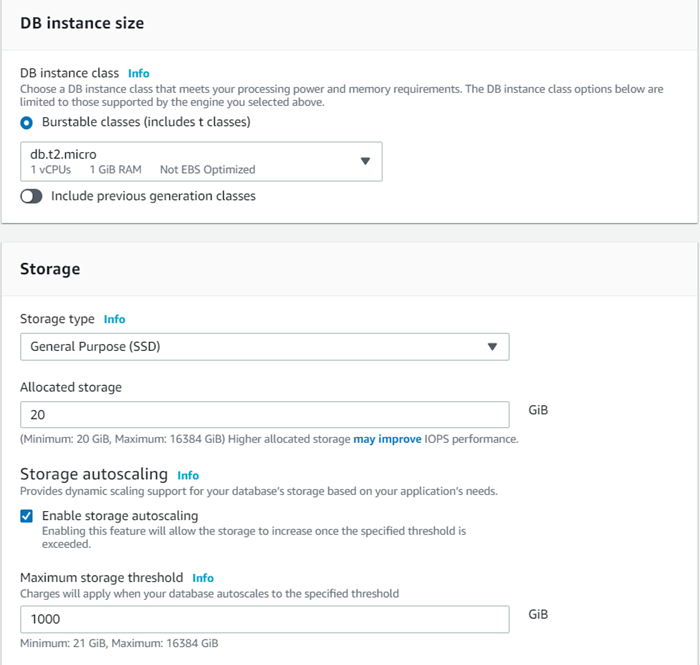 DB instance size
DB instance class Info
Choose a DB instance class that meets your processing power and memory requirements. The DB instance class options below are
limited to those supported by the engine you selected above.
Burstable classes (includes t classes)
db.t2.micro
1 vCPUs 1 GiB RAM Not EBS Optimized
Include previous generation classes
Storage
Storage type Info
General Purpose (SSD)
Allocated storage
20 GiB
(Minimum: 20 GiB, Maximum: 16384 GiB) Higher allocated storage may improve IOPS performance.
Storage autoscaling Info
Provides dynamic scaling support for your database's storage based on your application's needs.
Enable storage autoscaling
Enabling this feature will allow the storage to increase once the specified threshold is
exceeded.
Maximum storage threshold Info
Charges will apply when your database autoscales to the specified threshold
1000 GiB
Minimum: 21 GiB, Maximum: 16384 GiB